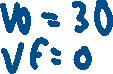 Vo = 30
Vf = 0